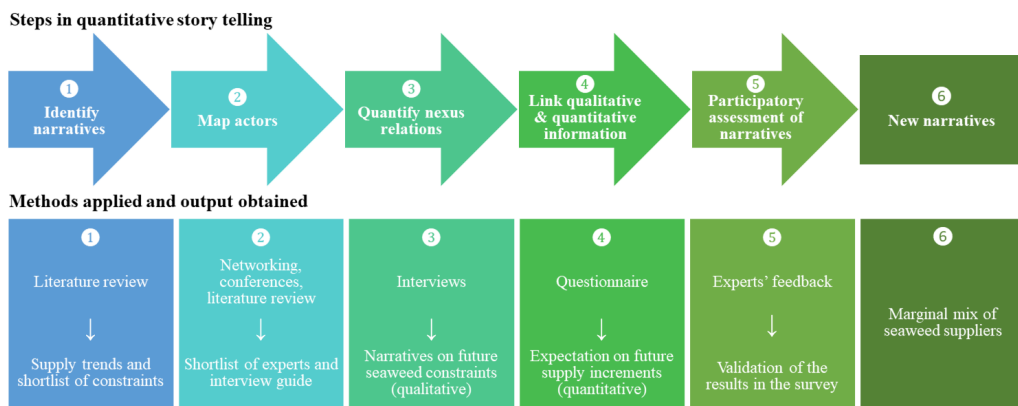 Steps in quantitative story telling
1
Identify
narratives
2
Map actors
3
Quantify nexus
relations
4
Link qualitative
& quantitative
information
5
Participatory
assessment of
narratives
6
New narratives
Methods applied and output obtained
1
Literature review
↓
Supply trends and
shortlist of constraints
2
Networking,
conferences,
literature review
↓
Shortlist of experts and
interview guide
3
Interviews
↓
Narratives on future
seaweed constraints
(qualitative)
4
Questionnaire
↓
Expectation on future
supply increments
(quantitative)
5
Experts’ feedback
↓
Validation of the
results in the survey
6
Marginal mix of
seaweed suppliers